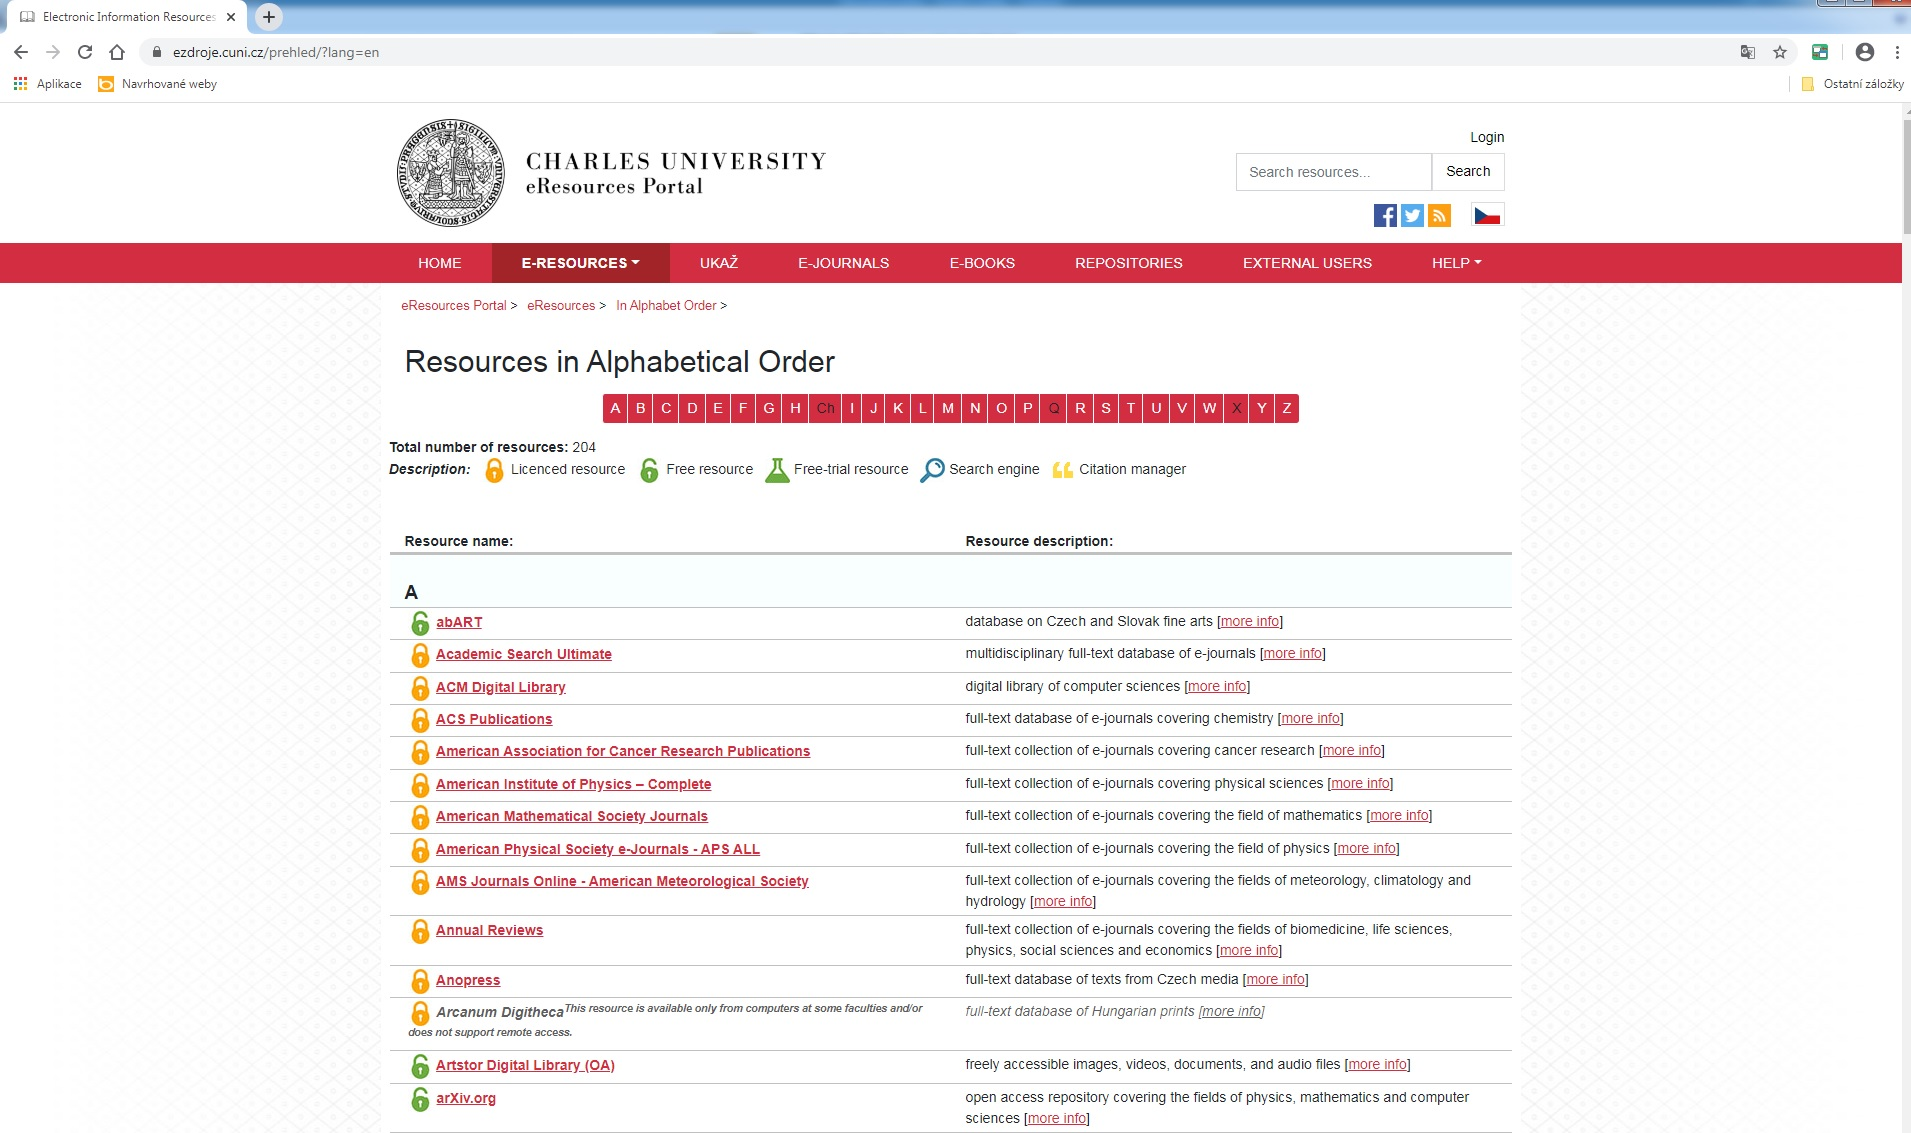 Electronic Information Resources
ezdroje.cuni.cz/prehled/?lang=en
Aplikace
Navrhované weby
Ostatní záložky
CHARLES UNIVERSITY
eResources Portal
Login
Search resources...
Search
HOME
E-RESOURCES
UKAŽ
E-JOURNALS
E-BOOKS
REPOSITORIES
EXTERNAL USERS
HELP
eResources Portal > eResources > In Alphabet Order >
Resources in Alphabetical Order
A B C D E F G H Ch I J K L M N O P Q R S T U V W X Y Z
Total number of resources: 204
Description: Licenced resource Free resource Free-trial resource Search engine Citation manager
Resource name: Resource description:
A
abART database on Czech and Slovak fine arts [more info]
Academic Search Ultimate multidisciplinary full-text database of e-journals [more info]
ACM Digital Library digital library of computer sciences [more info]
ACS Publications full-text database of e-journals covering chemistry [more info]
American Association for Cancer Research Publications full-text collection of e-journals covering cancer research [more info]
American Institute of Physics – Complete full-text collection of e-journals covering physical sciences [more info]
American Mathematical Society Journals full-text collection of e-journals covering the field of mathematics [more info]
American Physical Society e-Journals - APS ALL full-text collection of e-journals covering the field of physics [more info]
AMS Journals Online - American Meteorological Society full-text collection of e-journals covering the fields of meteorology, climatology and
hydrology [more info]
Annual Reviews full-text collection of e-journals covering the fields of biomedicine, life sciences,
physics, social sciences and economics [more info]
Anopress full-text database of texts from Czech media [more info]
Arcanum Digitheca This resource is available only from computers at some faculties and/or
does not support remote access.
full-text database of Hungarian prints [more info]
Artstor Digital Library (OA) freely accessible images, videos, documents, and audio files [more info]
arXiv.org open access repository covering the fields of physics, mathematics and computer
sciences [more info]